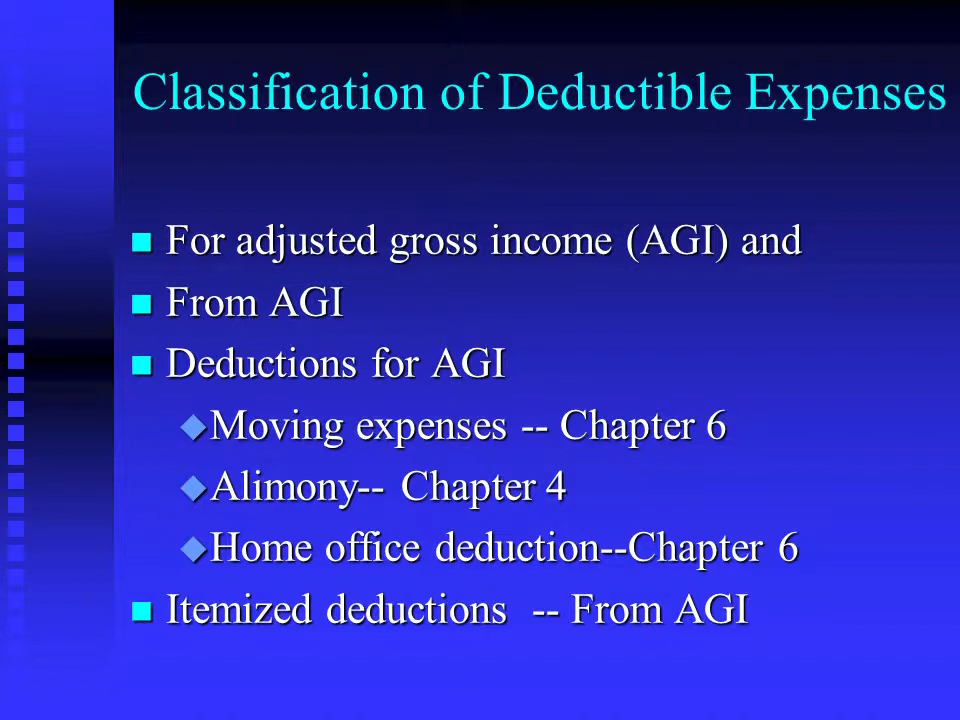 Classification of Deductible Expenses
For adjusted gross income (AGI) and
From AGI
Deductions for AGI
Moving expenses -- Chapter 6
Alimony-- Chapter 4
Home office deduction--Chapter 6
Itemized deductions -- From AGI